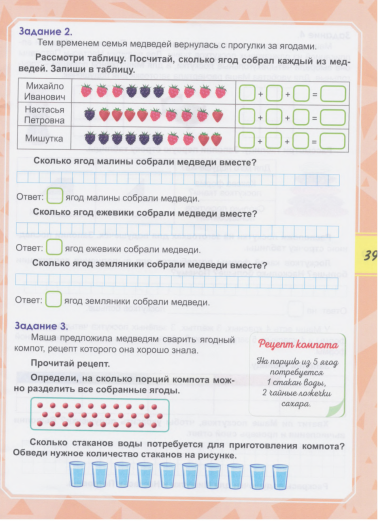 Задание 2.
Тем временем семья медведей вернулась с прогулки за ягодами.
Рассмотри таблицу. Посчитай, сколько ягод собрал каждый из мед-
ведей. Запиши в таблицу.
Михайло
Иванович
+ + =
Настасья
Петровна
+ + =
Мишутка
+ + =
Сколько ягод малины собрали медведи вместе?
Ответ: ягод малины собрали медведи.
Сколько ягод ежевики собрали медведи вместе?
Ответ: ягод ежевики собрали медведи.
Сколько ягод земляники собрали медведи вместе?
Ответ: ягод земляники собрали медведи.
39
Задание 3.
Маша предложила медведям сварить ягодный
компот, рецепт которого она хорошо знала.
Прочитай рецепт.
Определи, на сколько порций компота мож-
но разделить все собранные ягоды.
Рецепт компота
На порцию из 5 ягод
потребуется
1 стакан воды,
2 чайные ложечки
сахара.
Сколько стаканов воды потребуется для приготовления компота?
Обведи нужное количество стаканов на рисунке.